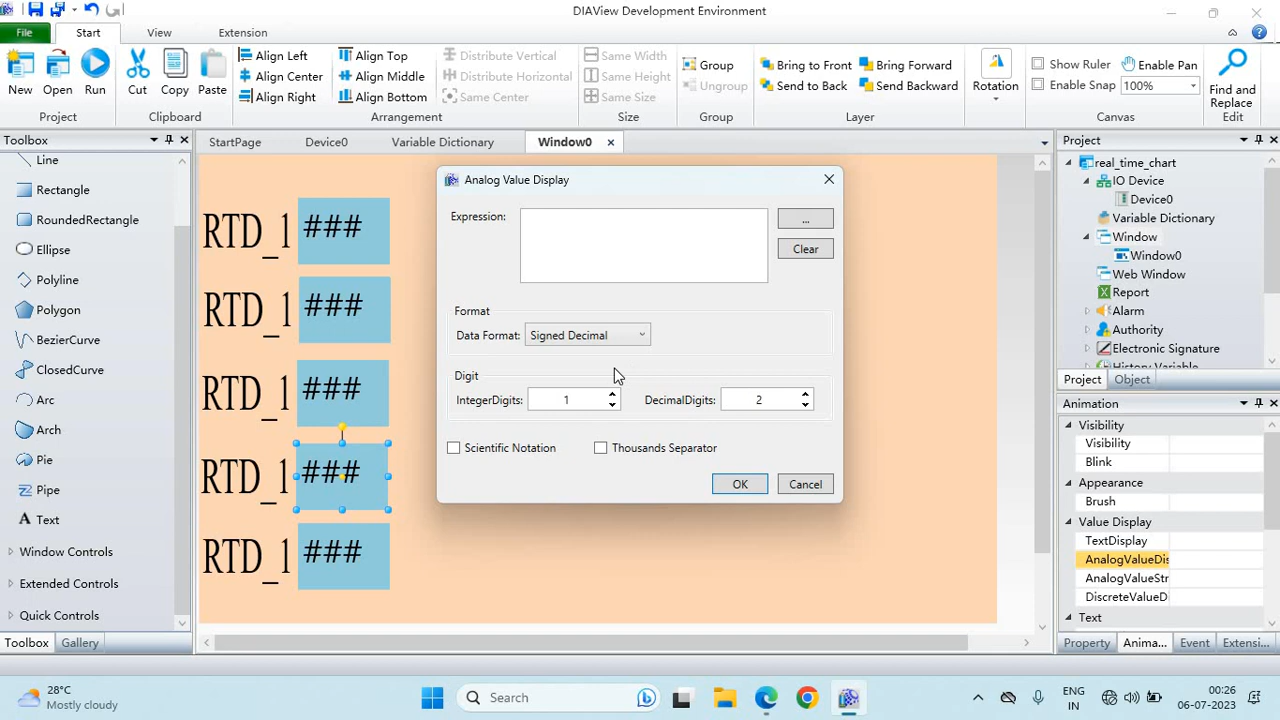 DIAView Development Environment
File
Start
View
Extension
New
Open
Run
Project
Cut
Copy
Paste
Clipboard
Align Left
Align Center
Align Right
Align Top
Align Middle
Align Bottom
Distribute Vertical
Distribute Horizontal
Same Center
Arrangement
Same Width
Same Height
Same Size
Size
Group
Ungroup
Group
Bring to Front
Send to Back
Bring Forward
Send Backward
Layer
Rotation
Show Ruler
Enable Snap
Enable Pan
100%
Canvas
Find and
Replace
Edit
Toolbox
Line
Rectangle
RoundedRectangle
Ellipse
Polyline
Polygon
BezierCurve
ClosedCurve
Arc
Arch
Pie
Pipe
Text
Window Controls
Extended Controls
Quick Controls
Toolbox
Gallery
StartPage
Device0
Variable Dictionary
Window0
RTD_1 ###
RTD_1 ###
RTD_1 ###
RTD_1 ###
RTD_1 ###
Analog Value Display
Expression:
...
Clear
Format
Data Format: Signed Decimal
Digit
IntegerDigits: 1
DecimalDigits: 2
Scientific Notation
Thousands Separator
OK
Cancel
Project
real_time_chart
IO Device
Device0
Variable Dictionary
Window
Window0
Web Window
Report
Alarm
Authority
Electronic Signature
History Variable
Project
Object
Animation
Visibility
Visibility
Blink
Appearance
Brush
Value Display
TextDisplay
AnalogValueDis
AnalogValueStr
DiscreteValueD
Text
Property
Anima...
Event
Extensi...
28°C
Mostly cloudy
Search
ENG
IN
00:26
06-07-2023